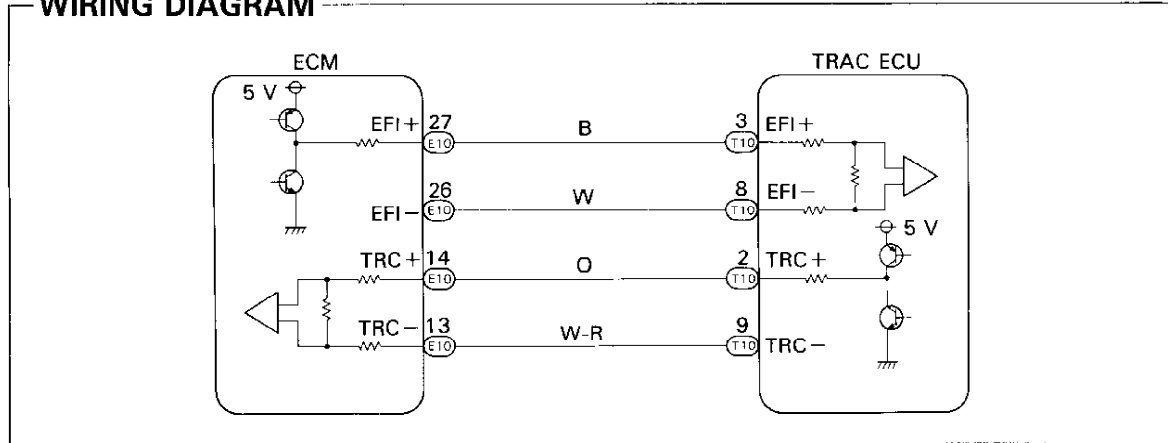 WIRING DIAGRAM
ECM TRAC ECU
5 V
EFI+ 27 E10 B 3 T10 EFI+
EFI− 26 E10 W 8 T10 EFI−
5 V
TRC+ 14 E10 O 2 T10 TRC+
TRC− 13 E10 W-R 9 T10 TRC−